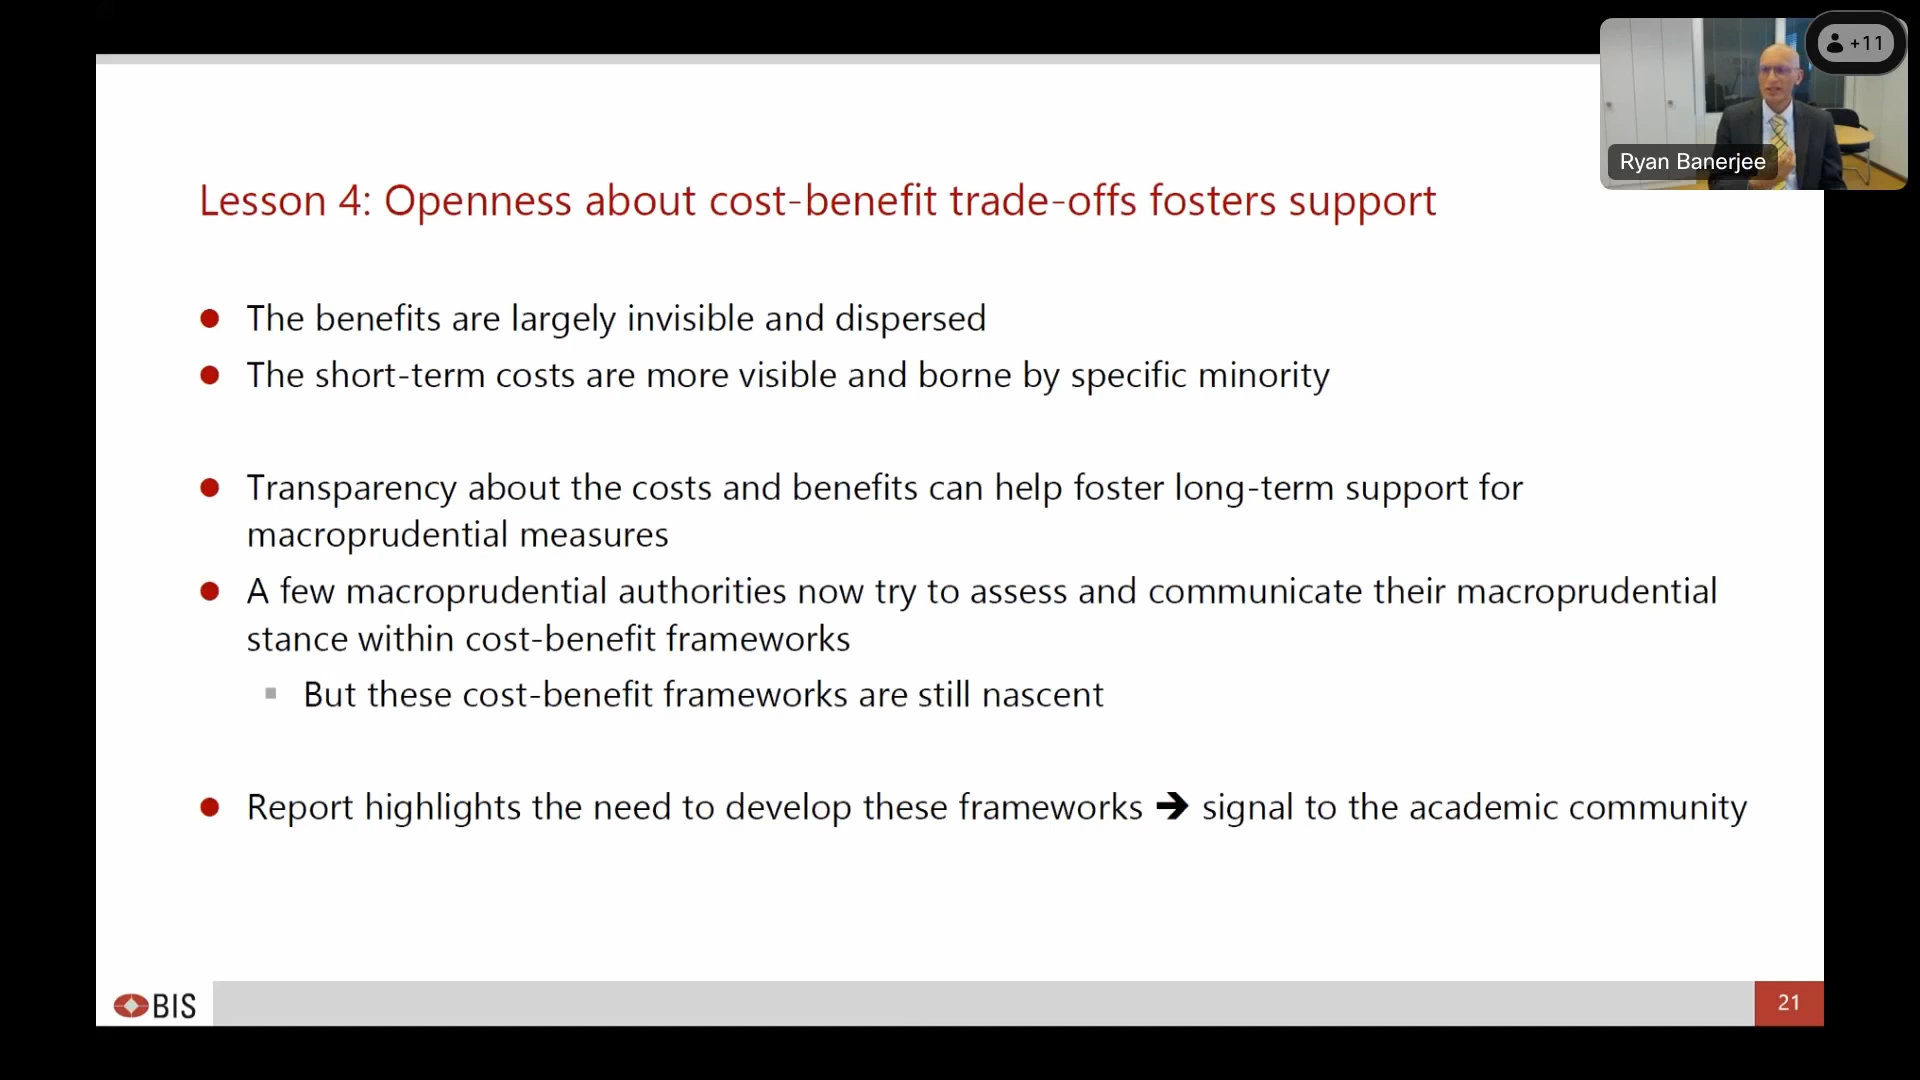 +11
Ryan Banerjee
Lesson 4: Openness about cost-benefit trade-offs fosters support
● The benefits are largely invisible and dispersed
● The short-term costs are more visible and borne by specific minority
● Transparency about the costs and benefits can help foster long-term support for
macroprudential measures
● A few macroprudential authorities now try to assess and communicate their macroprudential
stance within cost-benefit frameworks
▪ But these cost-benefit frameworks are still nascent
● Report highlights the need to develop these frameworks ➔ signal to the academic community
BIS
21